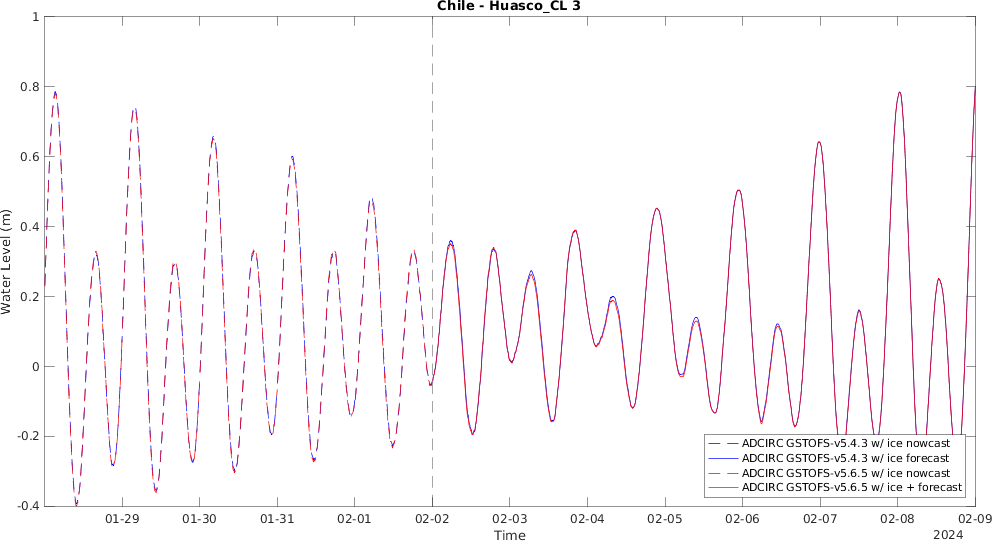 Chile - Huasco_CL 3
Water Level (m)
1
0.8
0.6
0.4
0.2
0
-0.2
-0.4
ADCIRC GSTOFS-v5.4.3 w/ ice nowcast
ADCIRC GSTOFS-v5.4.3 w/ ice forecast
ADCIRC GSTOFS-v5.6.5 w/ ice nowcast
ADCIRC GSTOFS-v5.6.5 w/ ice + forecast
01-29 01-30 01-31 02-01 02-02 02-03 02-04 02-05 02-06 02-07 02-08 02-09
Time
2024